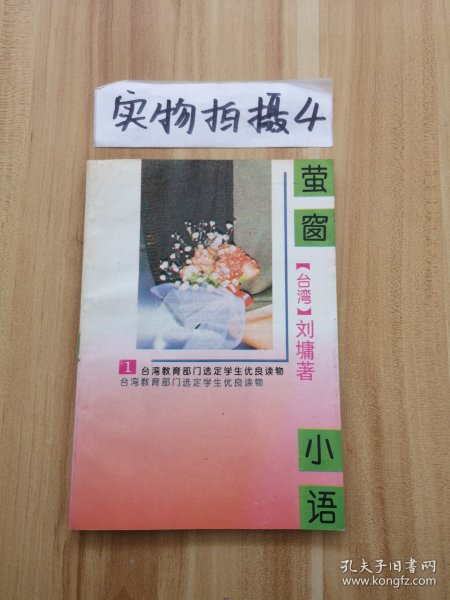 实物拍摄4
萤窗小语
【台湾】刘墉著
1 台湾教育部门选定学生优良读物
台湾教育部门选定学生优良读物
孔夫子旧书网
www.kongfz.com